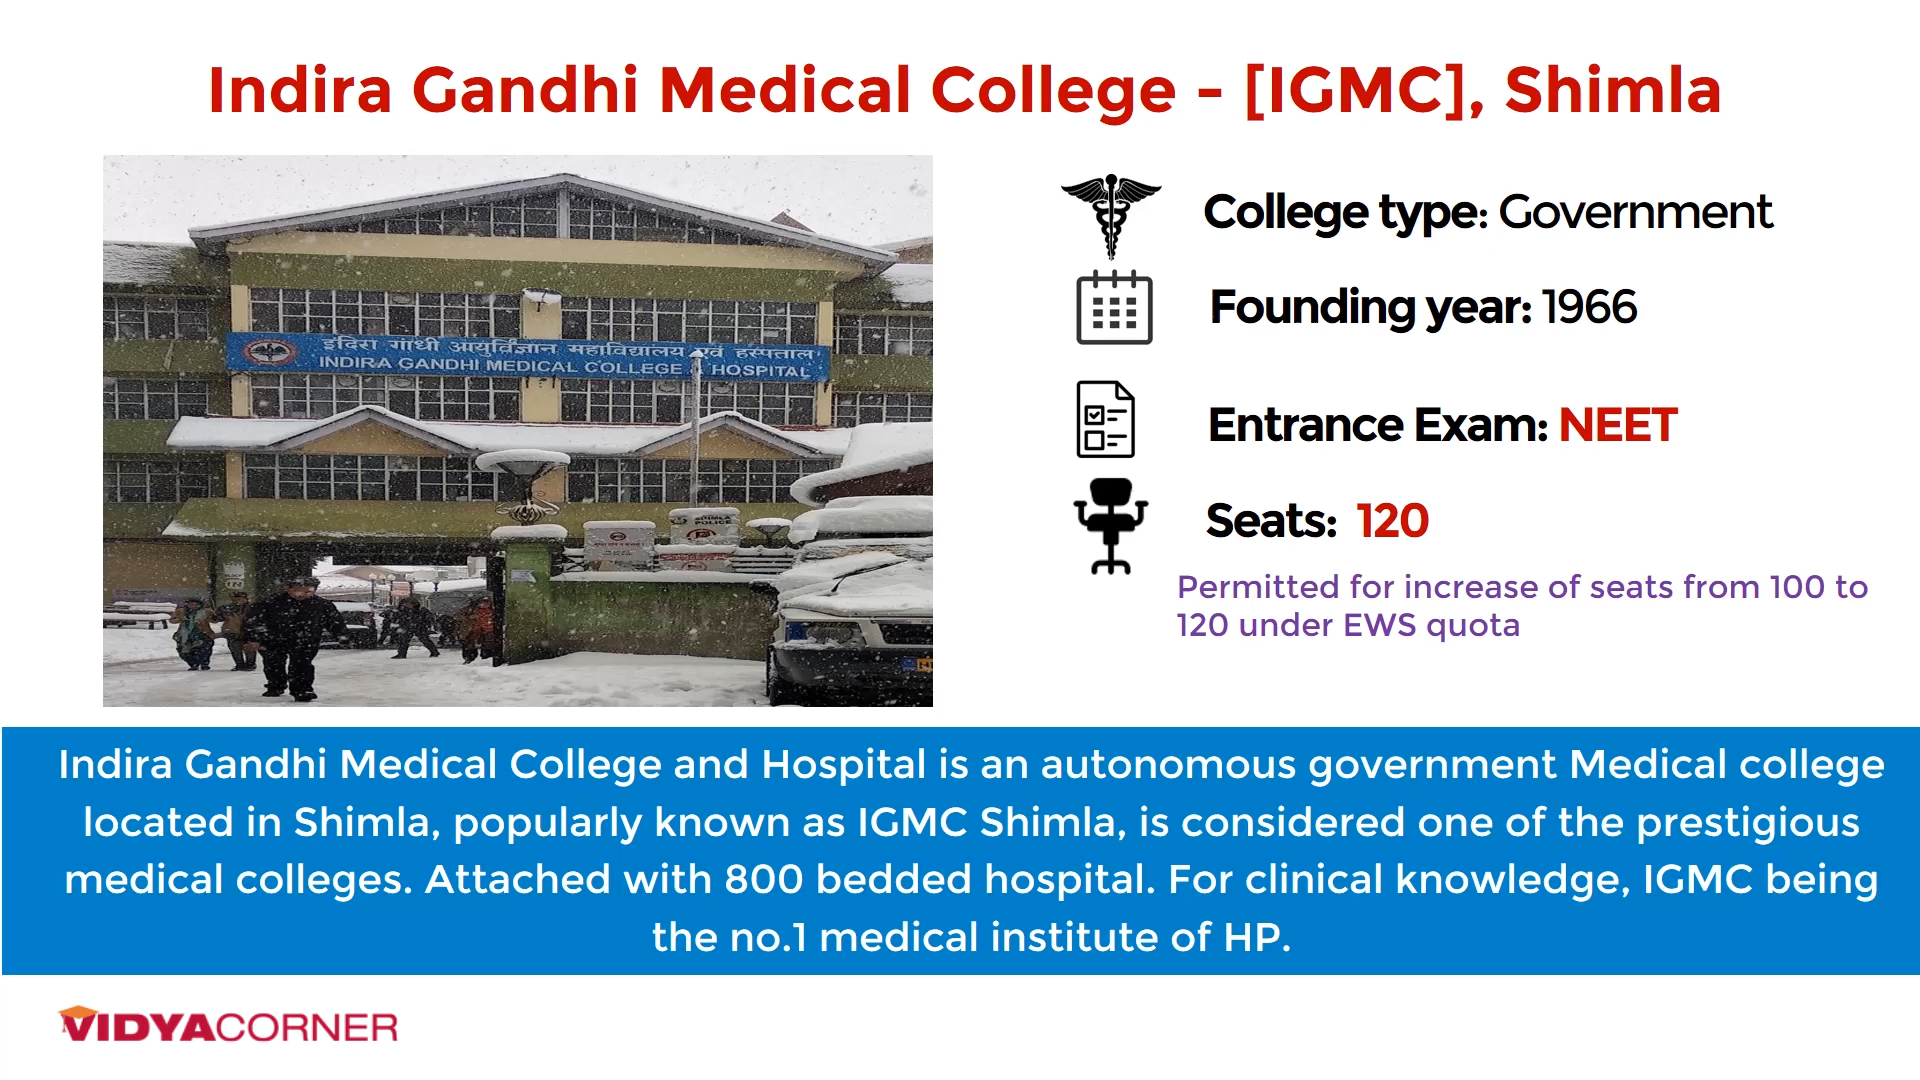 Indira Gandhi Medical College - [IGMC], Shimla
इंदिरा गांधी आयुर्विज्ञान महाविद्यालय एवं हस्पताल
INDIRA GANDHI MEDICAL COLLEGE & HOSPITAL
SHIMLA
POLICE
IN
College type: Government
Founding year: 1966
Entrance Exam: NEET
Seats: 120
Permitted for increase of seats from 100 to
120 under EWS quota
Indira Gandhi Medical College and Hospital is an autonomous government Medical college
located in Shimla, popularly known as IGMC Shimla, is considered one of the prestigious
medical colleges. Attached with 800 bedded hospital. For clinical knowledge, IGMC being
the no.1 medical institute of HP.
VIDYACORNER